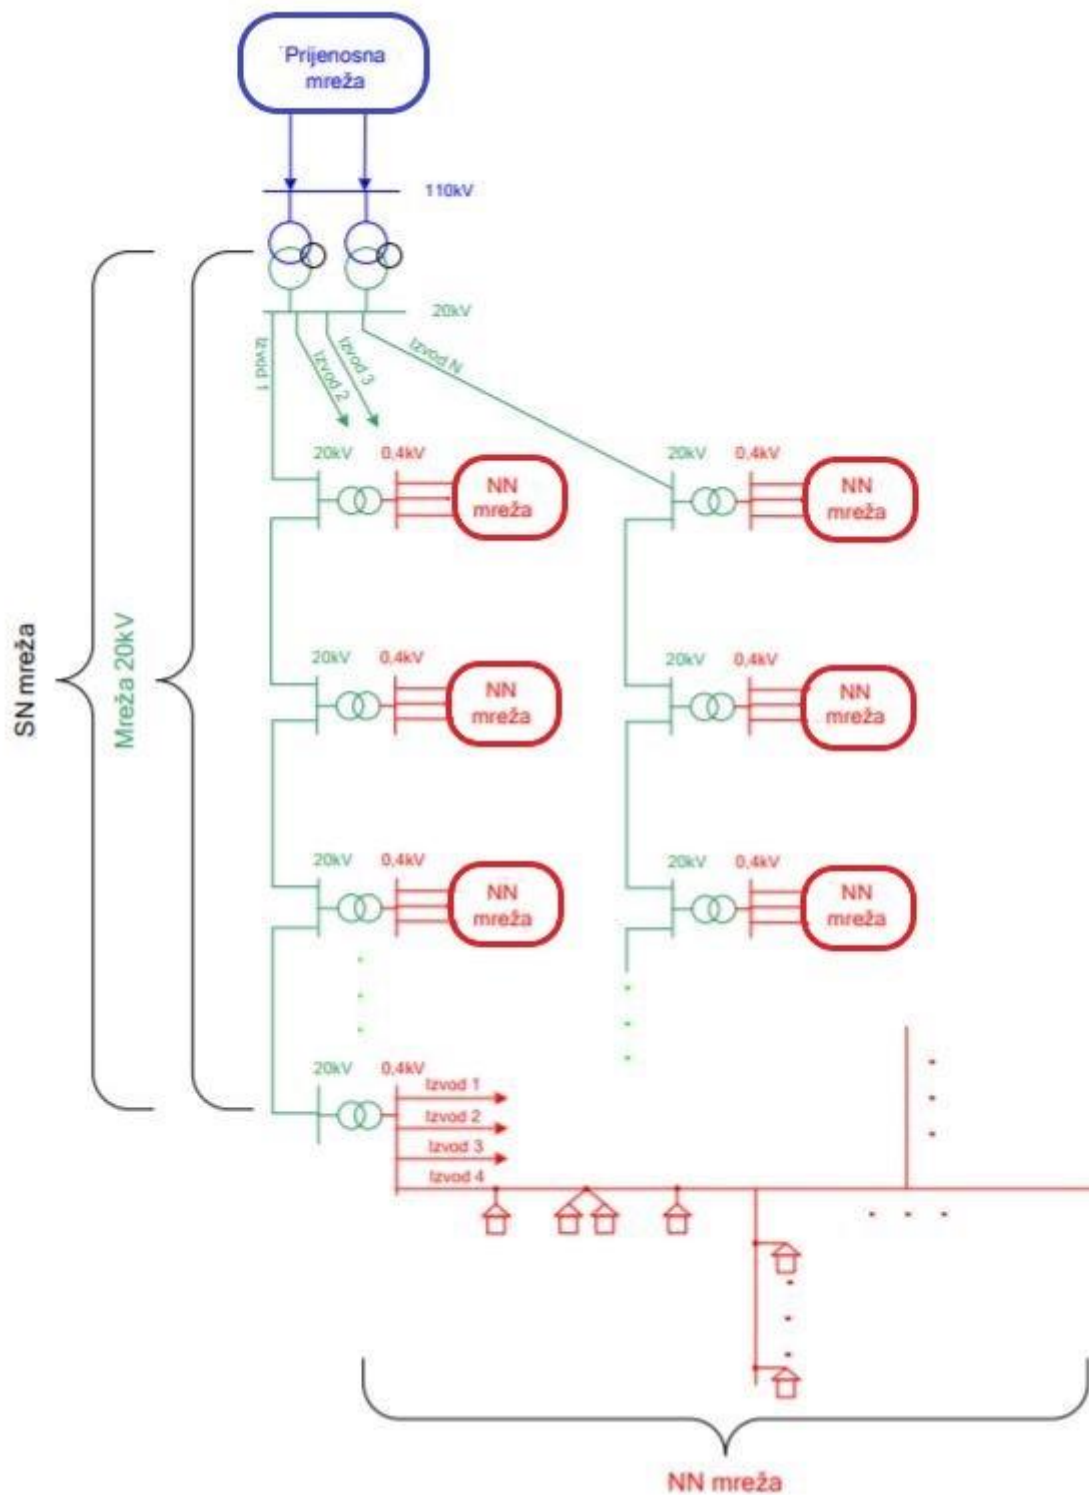 Prijenosna
mreža
110kV
20kV
Izvod 1
Izvod 2
Izvod 3
Izvod N
20kV 0,4kV
NN
mreža
20kV 0,4kV
NN
mreža
SN mreža
Mreža 20kV
20kV 0,4kV
NN
mreža
20kV 0,4kV
NN
mreža
20kV 0,4kV
NN
mreža
20kV 0,4kV
NN
mreža
20kV 0,4kV
Izvod 1
Izvod 2
Izvod 3
Izvod 4
NN mreža